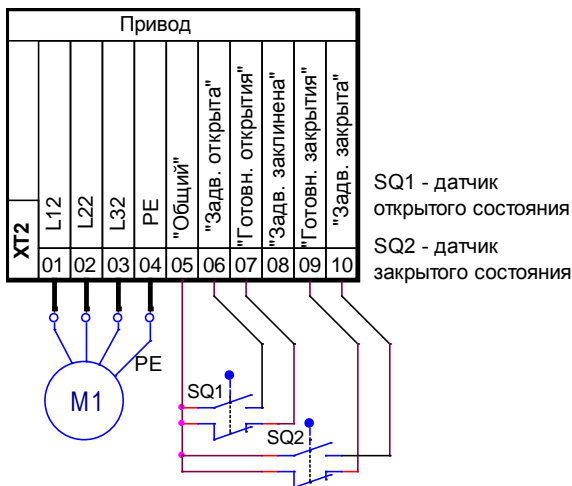 Привод
XT2
L12
L22
L32
PE
"Общий"
"Задв. открыта"
"Готовн. открытия"
"Задв. заклинена"
"Готовн. закрытия"
"Задв. закрыта"
01 02 03 04 05 06 07 08 09 10
SQ1 - датчик
открытого состояния
SQ2 - датчик
закрытого состояния
PE
M1
SQ1
SQ2